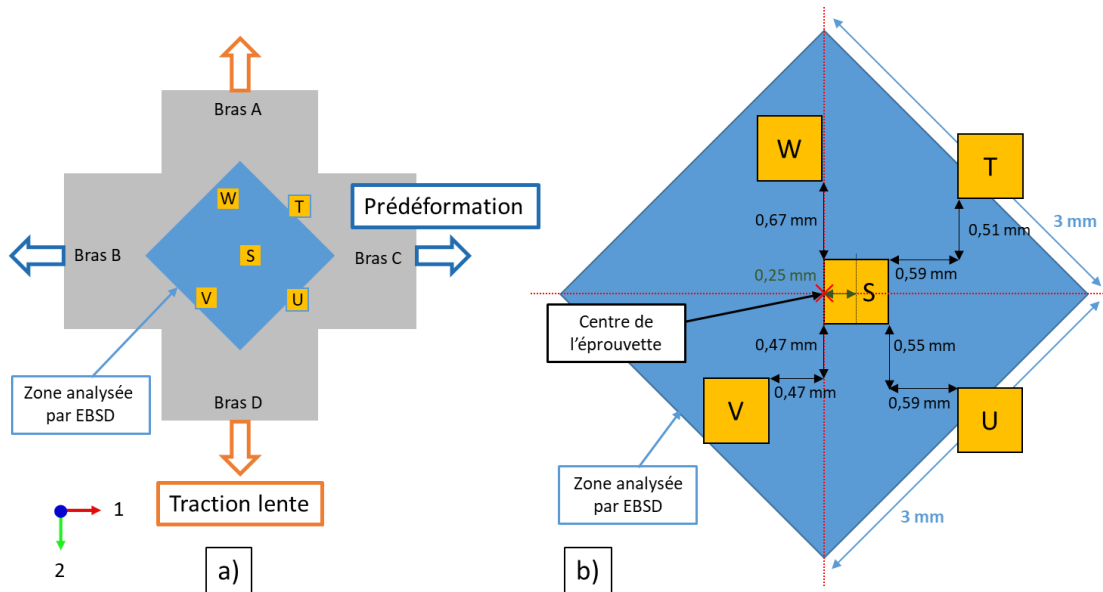 Bras A
W
T
Prédéformation
S
Bras B
Bras C
V
U
Zone analysée
par EBSD
Bras D
Traction lente
1
2
a)
W
T
0,67 mm
0,51 mm
3 mm
0,59 mm
0,25 mm
S
Centre de
l'éprouvette
0,47 mm
0,55 mm
0,47 mm
0,59 mm
V
U
Zone analysée
par EBSD
3 mm
b)